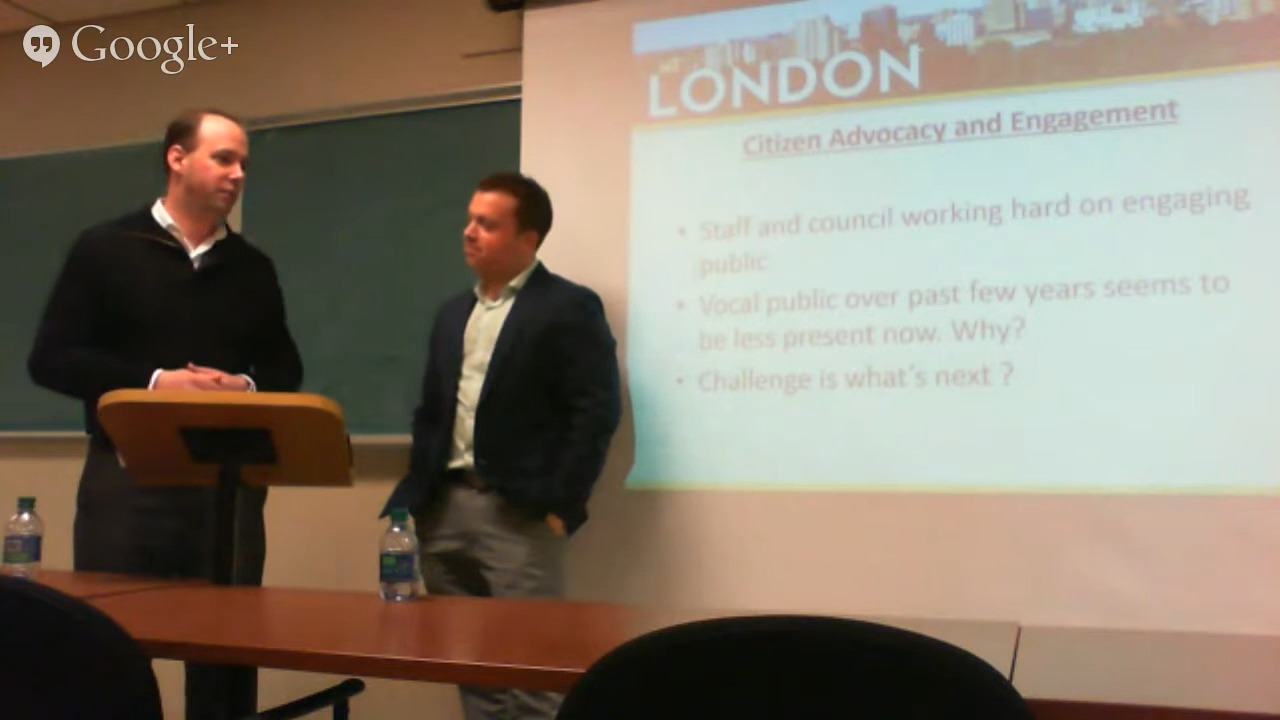 Google+
LONDON
Citizen Advocacy and Engagement
• Staff and council working hard on engaging
public
• Vocal public over past few years seems to
be less present now. Why?
• Challenge is what's next ?